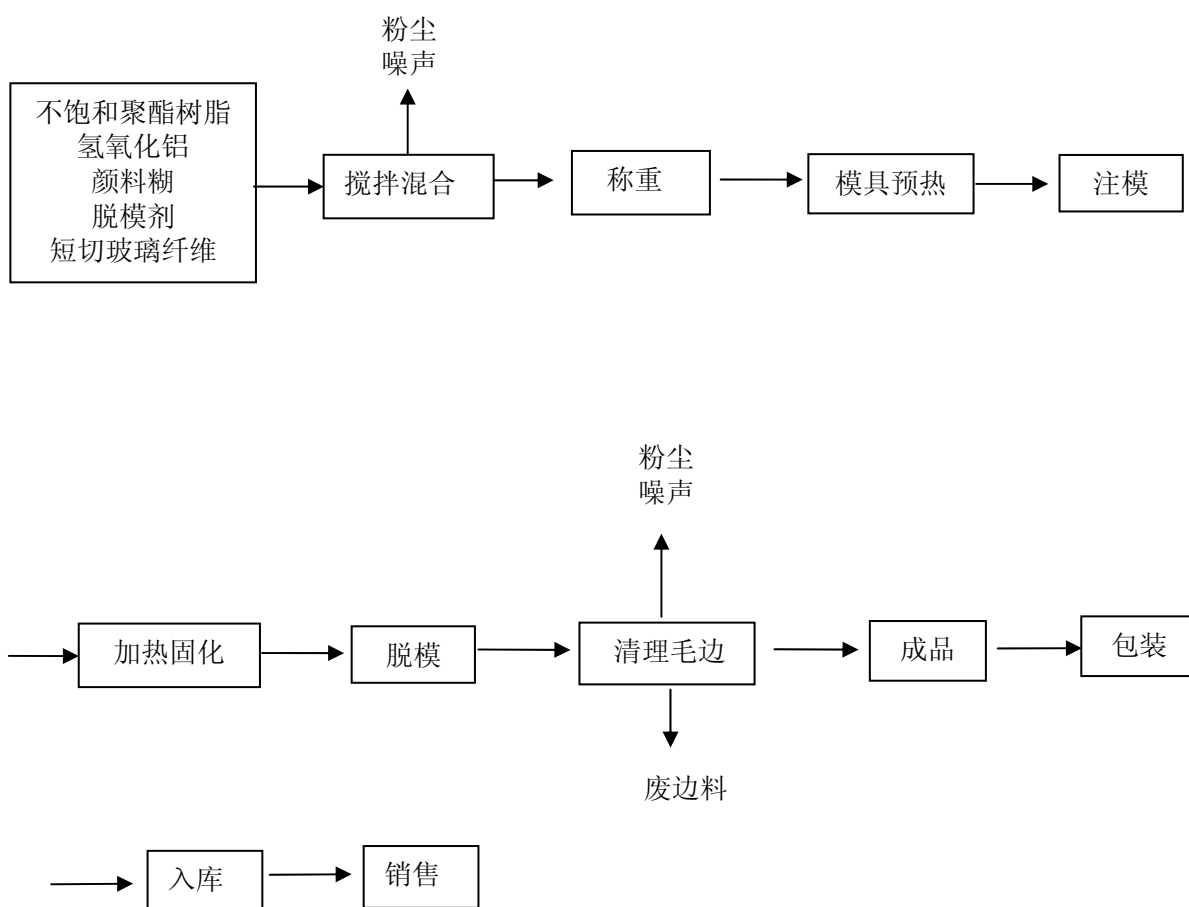 粉尘
噪声
不饱和聚酯树脂
氢氧化铝
颜料糊
脱模剂
短切玻璃纤维
搅拌混合
称重
模具预热
注模
粉尘
噪声
加热固化
脱模
清理毛边
成品
包装
废边料
入库
销售